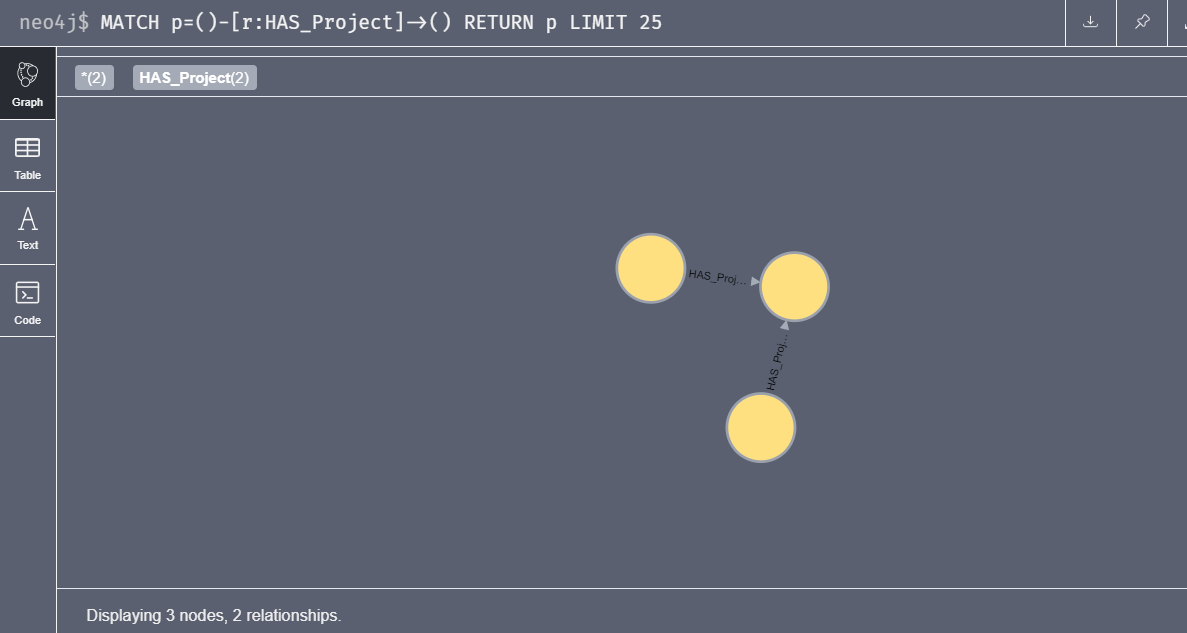 neo4j$ MATCH p=()-[r:HAS_Project]->() RETURN p LIMIT 25
*(2) HAS_Project(2)
Graph
Table
Text
Code
HAS_Proj…
HAS_Proj…
Displaying 3 nodes, 2 relationships.